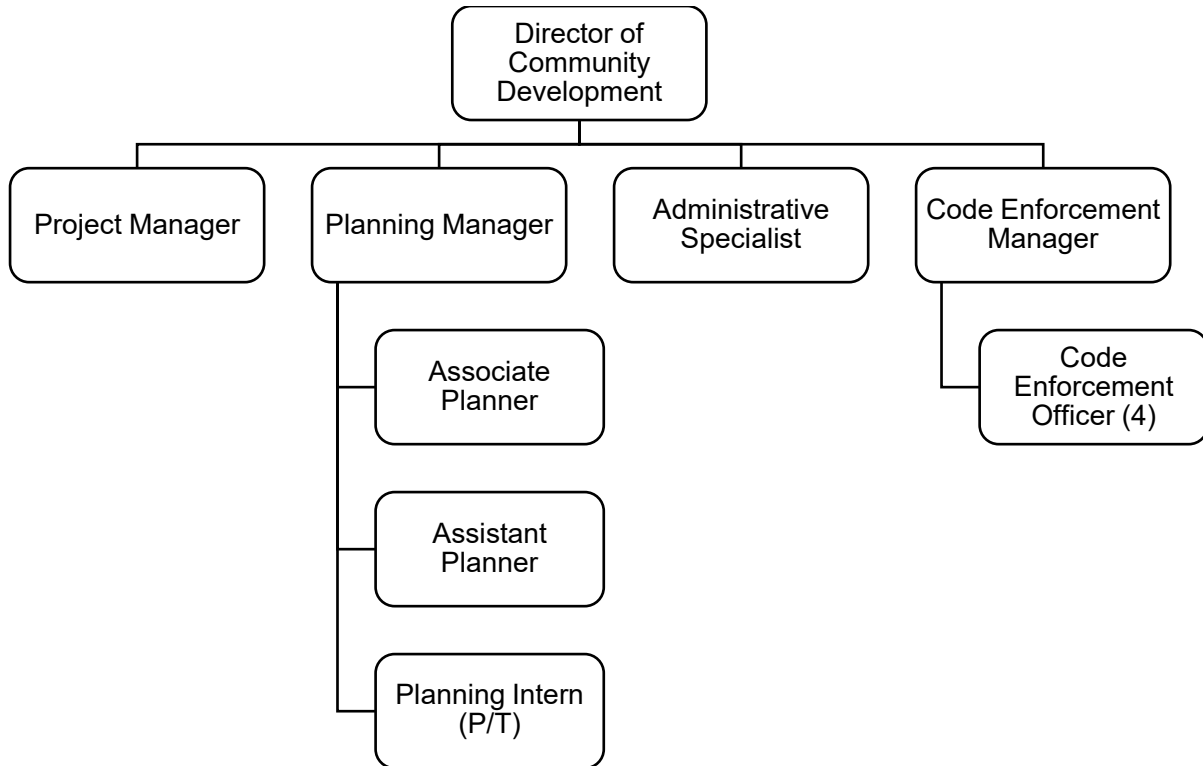 Director of
Community
Development
Project Manager
Planning Manager
Administrative
Specialist
Code Enforcement
Manager
Associate
Planner
Assistant
Planner
Planning Intern
(P/T)
Code
Enforcement
Officer (4)